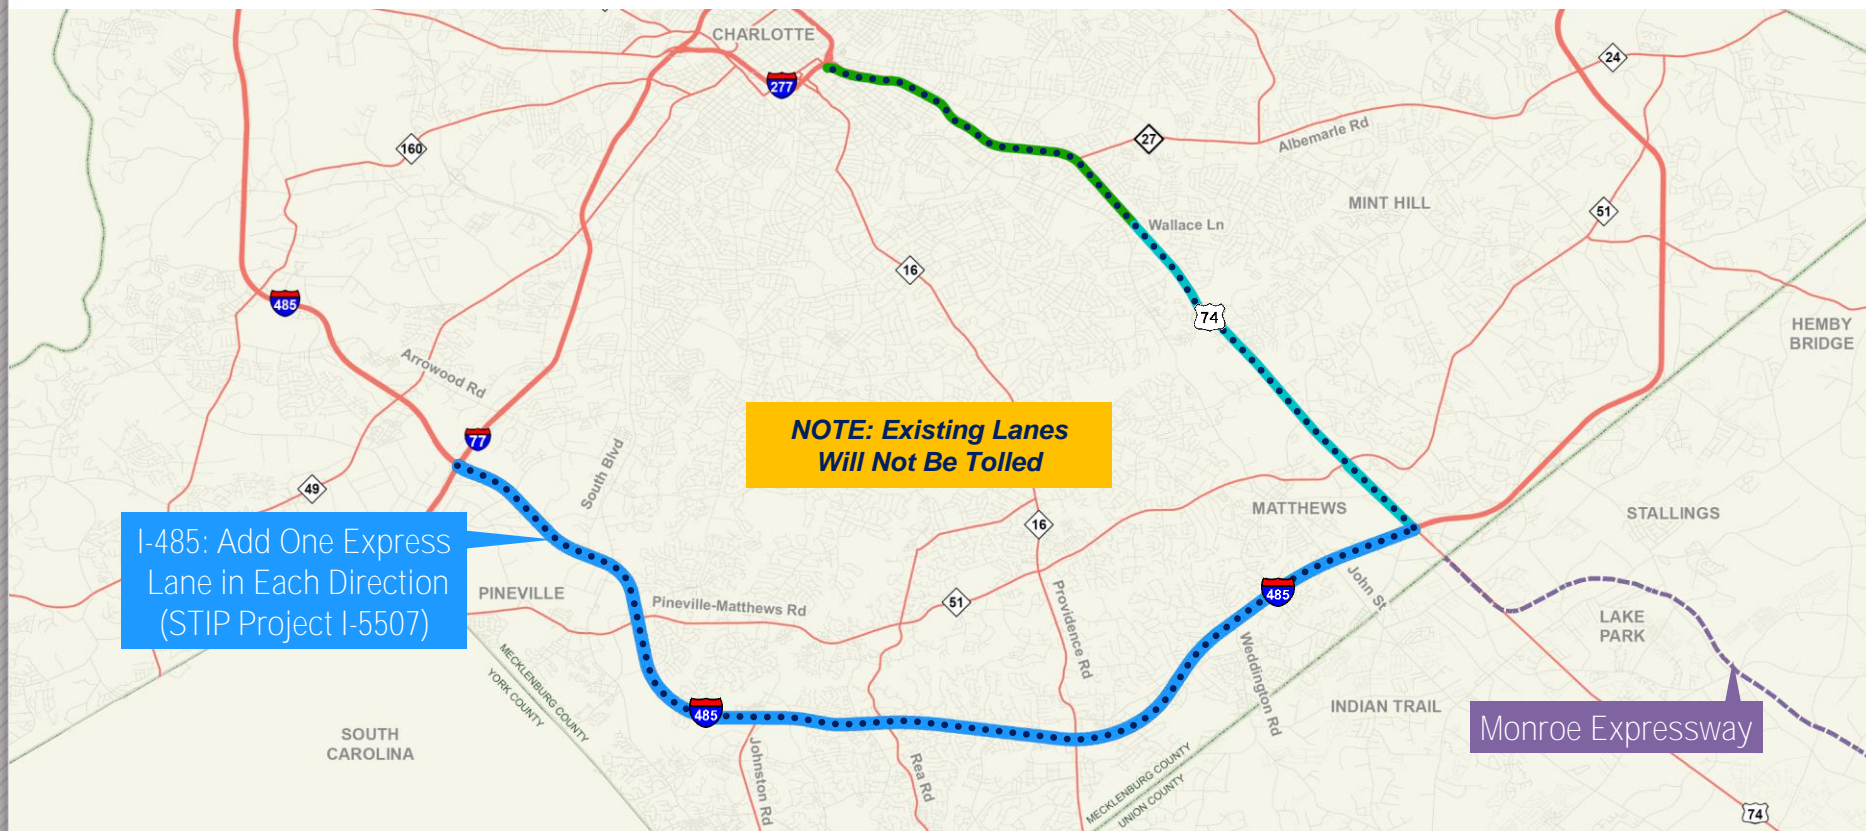 CHARLOTTE
277
24
160
27
Albemarle Rd
MINT HILL
51
Wallace Ln
16
485
74
HEMBY
BRIDGE
Arrowood Rd
77
NOTE: Existing Lanes
Will Not Be Tolled
South Blvd
49
MATTHEWS
STALLINGS
16
I-485: Add One Express
Lane in Each Direction
(STIP Project I-5507)
PINEVILLE
Pineville-Matthews Rd
51
Providence Rd
485
John St
LAKE
PARK
Weddington Rd
MECKLENBURG COUNTY
YORK COUNTY
485
INDIAN TRAIL
Monroe Expressway
SOUTH
CAROLINA
Johnston Rd
Rea Rd
MECKLENBURG COUNTY
UNION COUNTY
74